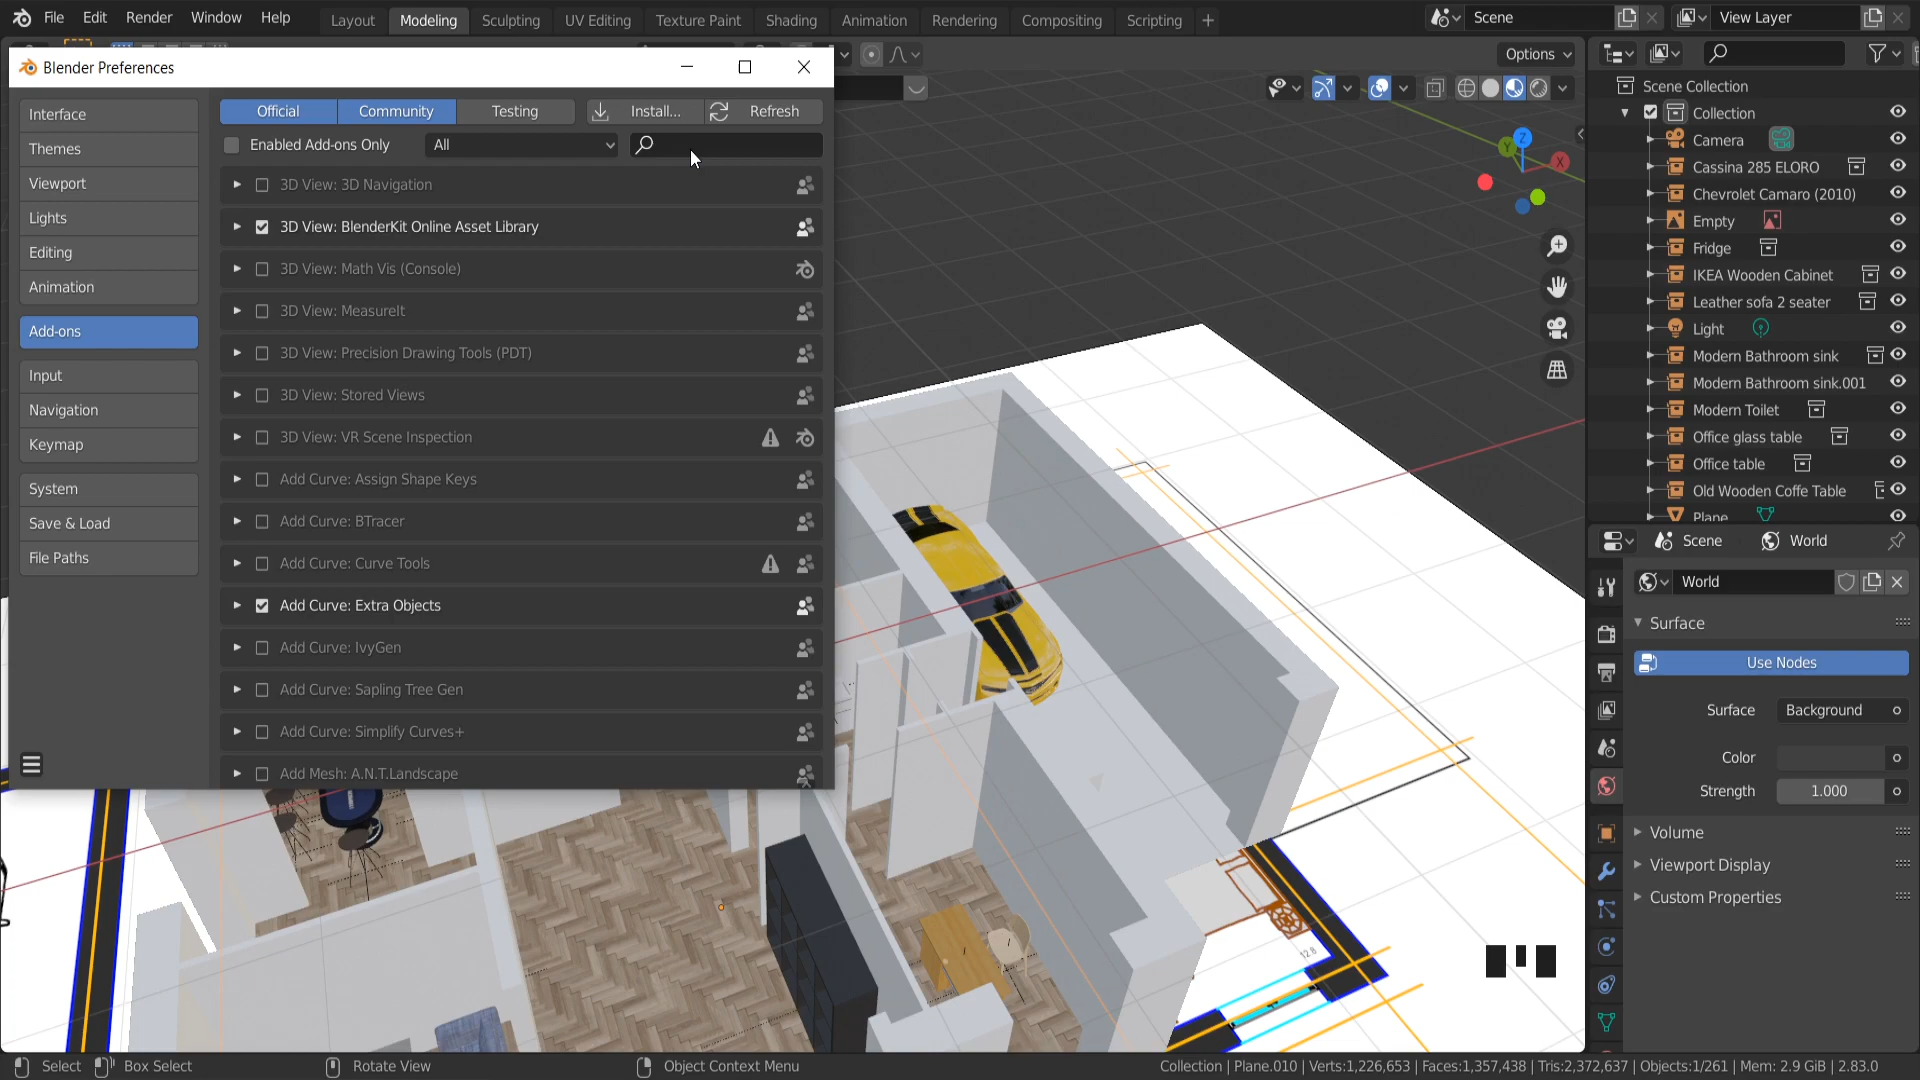 File Edit Render Window Help
Layout Modeling Sculpting UV Editing Texture Paint Shading Animation Rendering Compositing Scripting +
Scene
View Layer
Blender Preferences
Options
Interface
Themes
Viewport
Lights
Editing
Animation
Add-ons
Input
Navigation
Keymap
System
Save & Load
File Paths
Official Community Testing Install... Refresh
Enabled Add-ons Only All
3D View: 3D Navigation
3D View: BlenderKit Online Asset Library
3D View: Math Vis (Console)
3D View: MeasureIt
3D View: Precision Drawing Tools (PDT)
3D View: Stored Views
3D View: VR Scene Inspection
Add Curve: Assign Shape Keys
Add Curve: BTracer
Add Curve: Curve Tools
Add Curve: Extra Objects
Add Curve: IvyGen
Add Curve: Sapling Tree Gen
Add Curve: Simplify Curves+
Add Mesh: A.N.T.Landscape
Z
Y
X
12.8
Scene Collection
Collection
Camera
Cassina 285 ELORO
Chevrolet Camaro (2010)
Empty
Fridge
IKEA Wooden Cabinet
Leather sofa 2 seater
Light
Modern Bathroom sink
Modern Bathroom sink.001
Modern Toilet
Office glass table
Office table
Old Wooden Coffe Table
Plane
Scene World
World
Surface
Use Nodes
Surface Background
Color
Strength 1.000
Volume
Viewport Display
Custom Properties
Select Box Select Rotate View Object Context Menu
Collection | Plane.010 | Verts:1,226,653 | Faces:1,357,438 | Tris:2,372,637 | Objects:1/261 | Mem: 2.9 GiB | 2.83.0